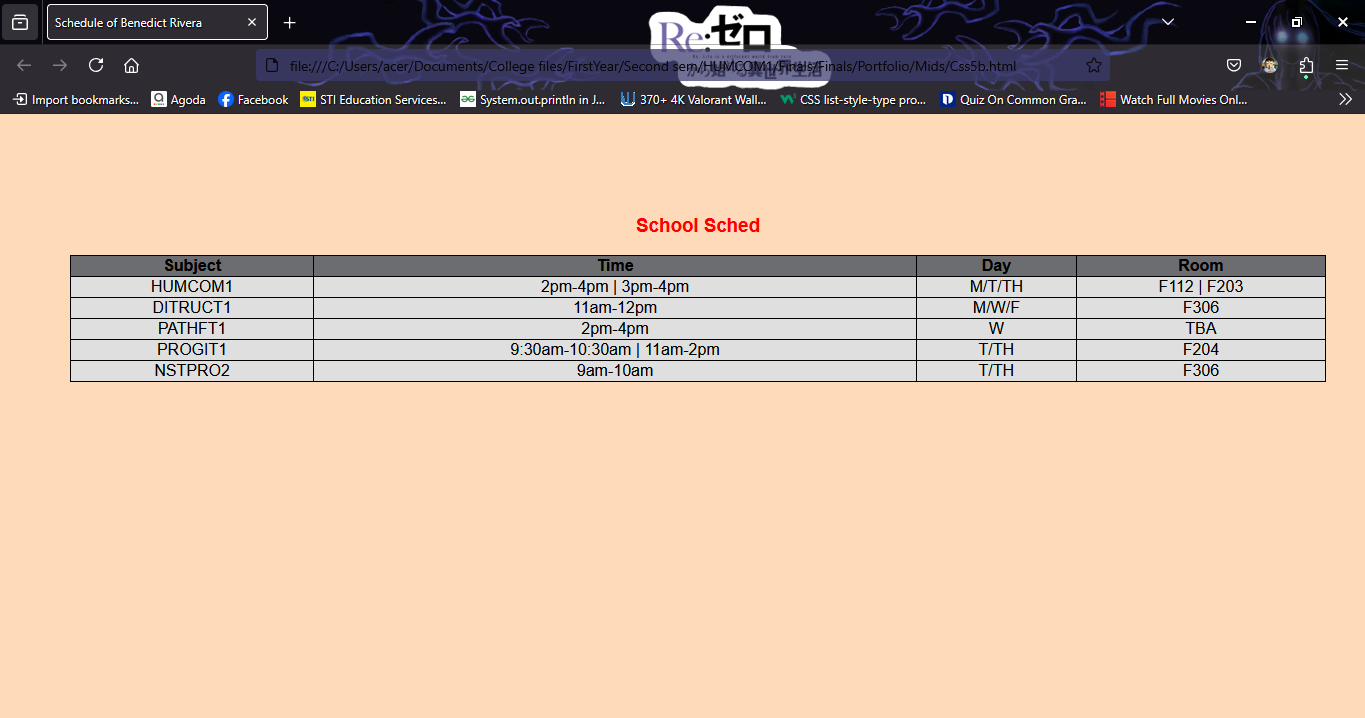 Schedule of Benedict Rivera
Re:ゼロ
file:///C:/Users/acer/Documents/College files/FirstYear/Second sem/HUMCOM1/Finals/Finals/Portfolio/Mids/Css5b.html
Import bookmarks... Agoda Facebook STI Education Services... System.out.println in J... 370+ 4K Valorant Wall... CSS list-style-type pro... Quiz On Common Gra... Watch Full Movies Onl...
School Sched
Subject Time Day Room
HUMCOM1 2pm-4pm | 3pm-4pm M/T/TH F112 | F203
DITRUCT1 11am-12pm M/W/F F306
PATHFT1 2pm-4pm W TBA
PROGIT1 9:30am-10:30am | 11am-2pm T/TH F204
NSTPRO2 9am-10am T/TH F306